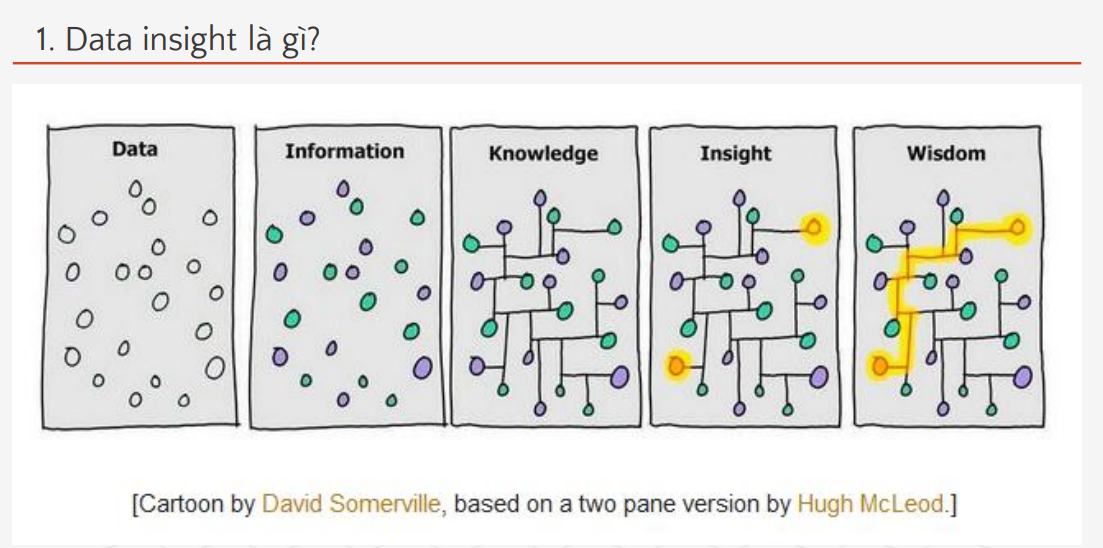 1. Data insight là gì?
Data
Information
Knowledge
Insight
Wisdom
[Cartoon by David Somerville, based on a two pane version by Hugh McLeod.]